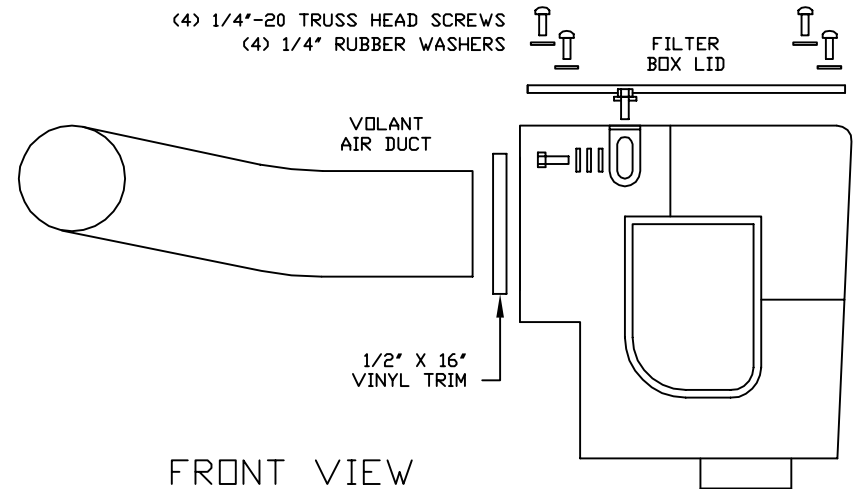 (4) 1/4"-20 TRUSS HEAD SCREWS
(4) 1/4" RUBBER WASHERS
FILTER
BOX LID
VOLANT
AIR DUCT
1/2" X 16"
VINYL TRIM
FRONT VIEW